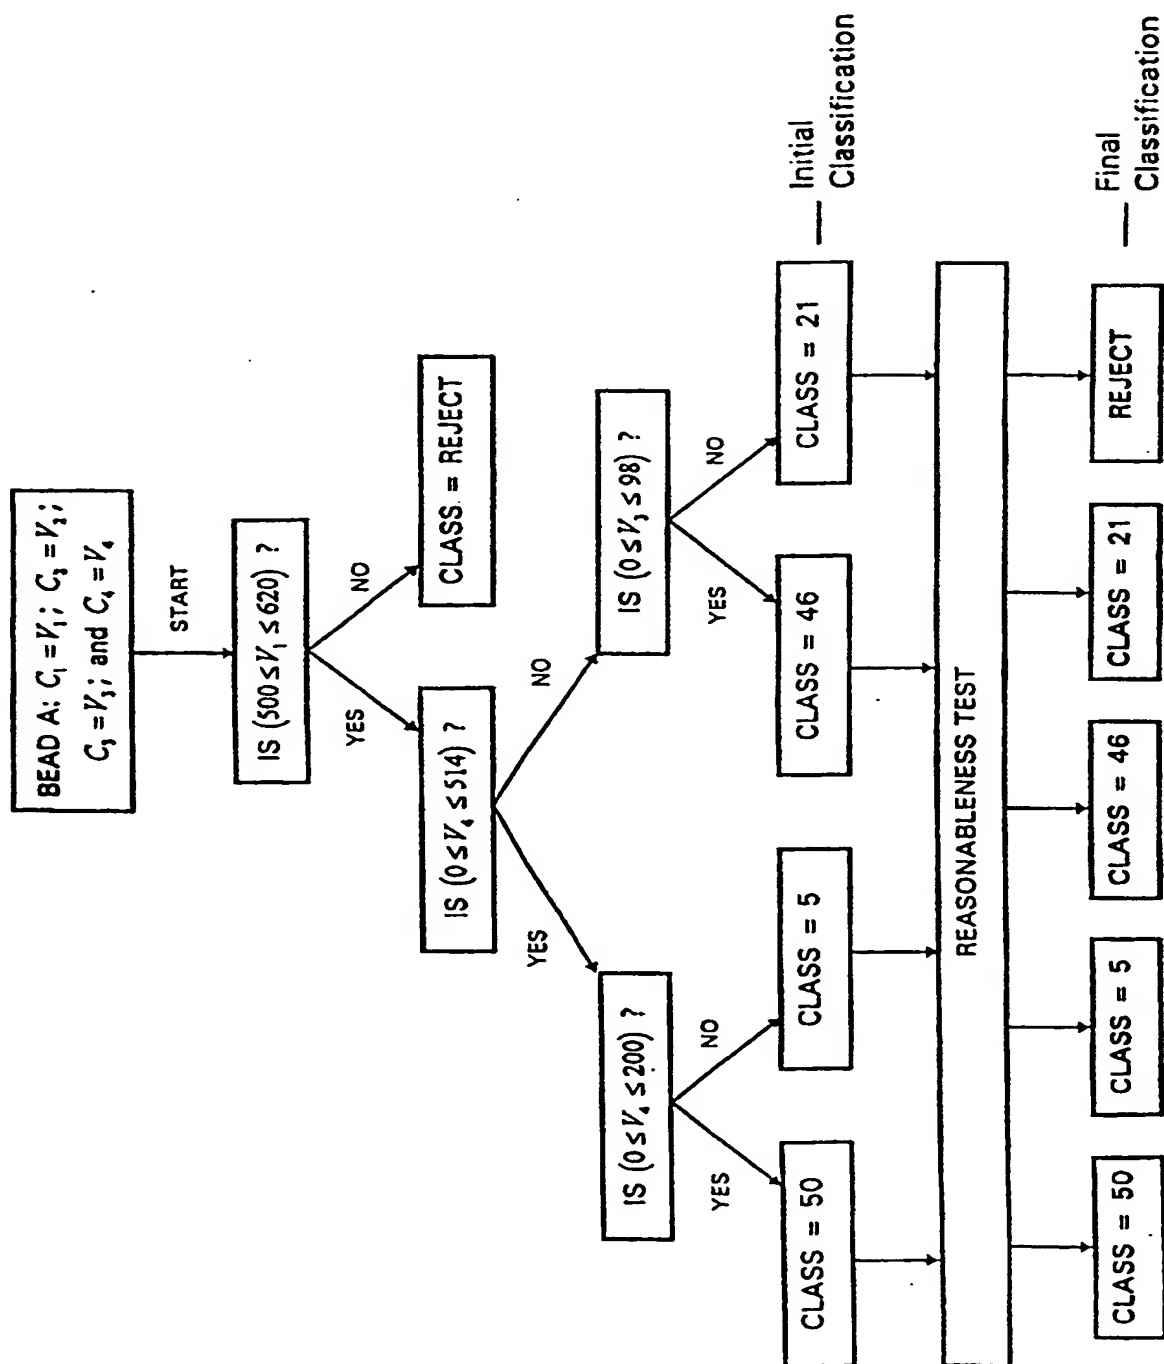 BEAD A: C₁ = V₁; C₃ = V₂;
C₃ = V₃; and C₄ = V₄
START
IS (500 ≤ V₁ ≤ 620) ?
YES
NO
IS (0 ≤ V₄ ≤ 514) ?
CLASS = REJECT
YES
NO
IS (0 ≤ V₄ ≤ 200) ?
IS (0 ≤ V₃ ≤ 98) ?
YES
NO
YES
NO
CLASS = 50
CLASS = 5
CLASS = 46
CLASS = 21
Initial
Classification
REASONABLENESS TEST
CLASS = 50
CLASS = 5
CLASS = 46
CLASS = 21
REJECT
Final
Classification